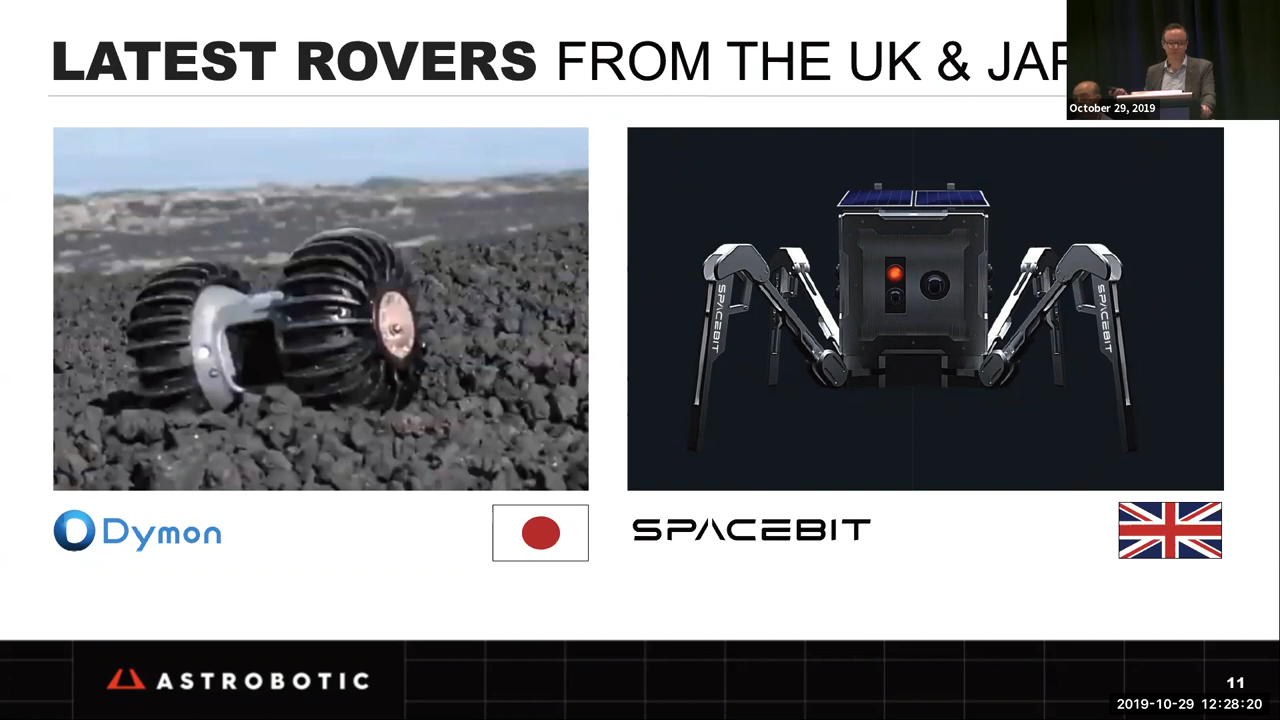 LATEST ROVERS FROM THE UK & JAP
October 29, 2019
SPACEBIT
SPACEBIT
Dymon
SPACEBIT
ASTROBOTIC
11
2019-10-29 12:28:20